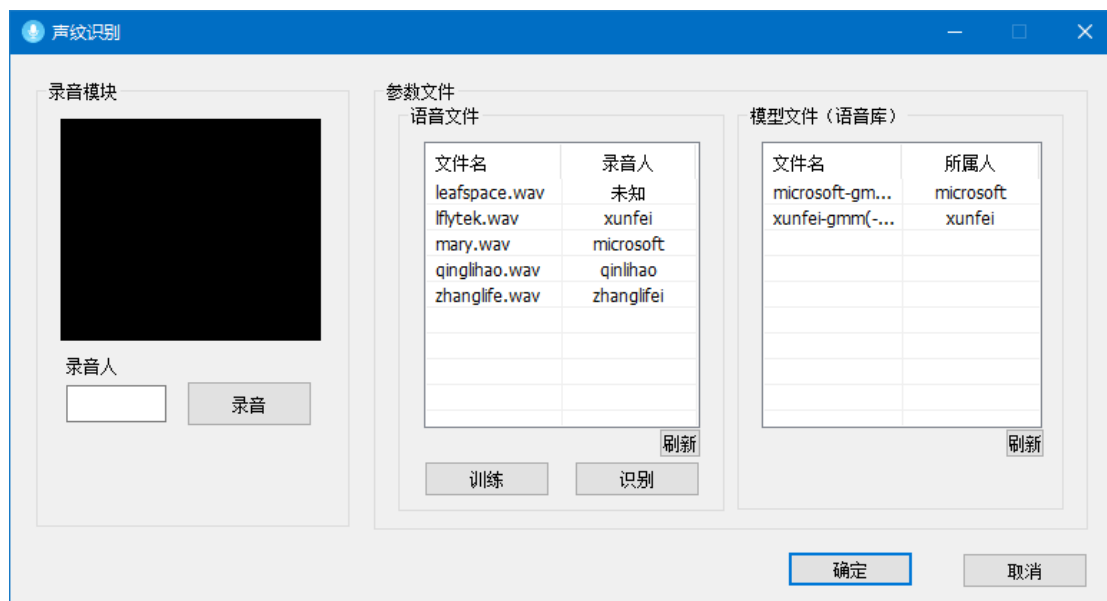 声纹识别
录音模块
录音人
录音
参数文件
语音文件
文件名 录音人
leafspace.wav 未知
Iflytek.wav xunfei
mary.wav microsoft
qinglihao.wav qinlihao
zhanglife.wav zhanglifei
刷新
训练 识别
模型文件（语音库）
文件名 所属人
microsoft-gm... microsoft
xunfei-gmm(-... xunfei
刷新
确定 取消